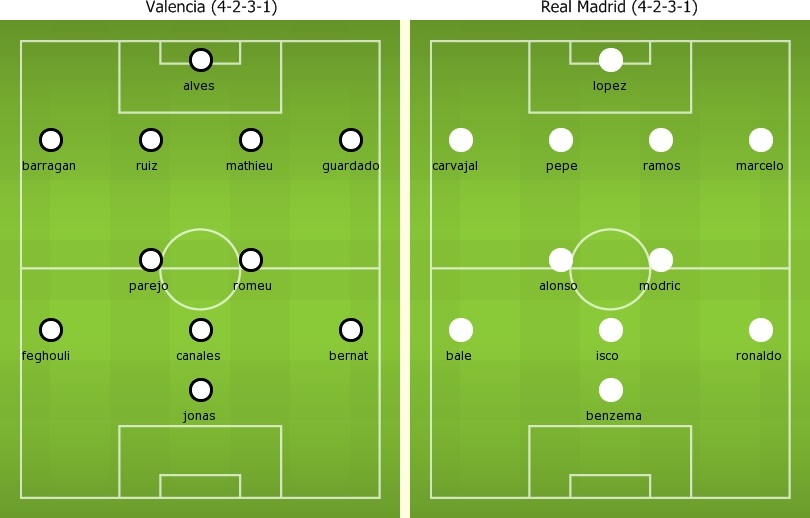 Valencia (4-2-3-1)
alves
barragan ruiz mathieu guardado
parejo romeu
feghouli canales bernat
jonas
Real Madrid (4-2-3-1)
lopez
carvajal pepe ramos marcelo
alonso modric
bale isco ronaldo
benzema